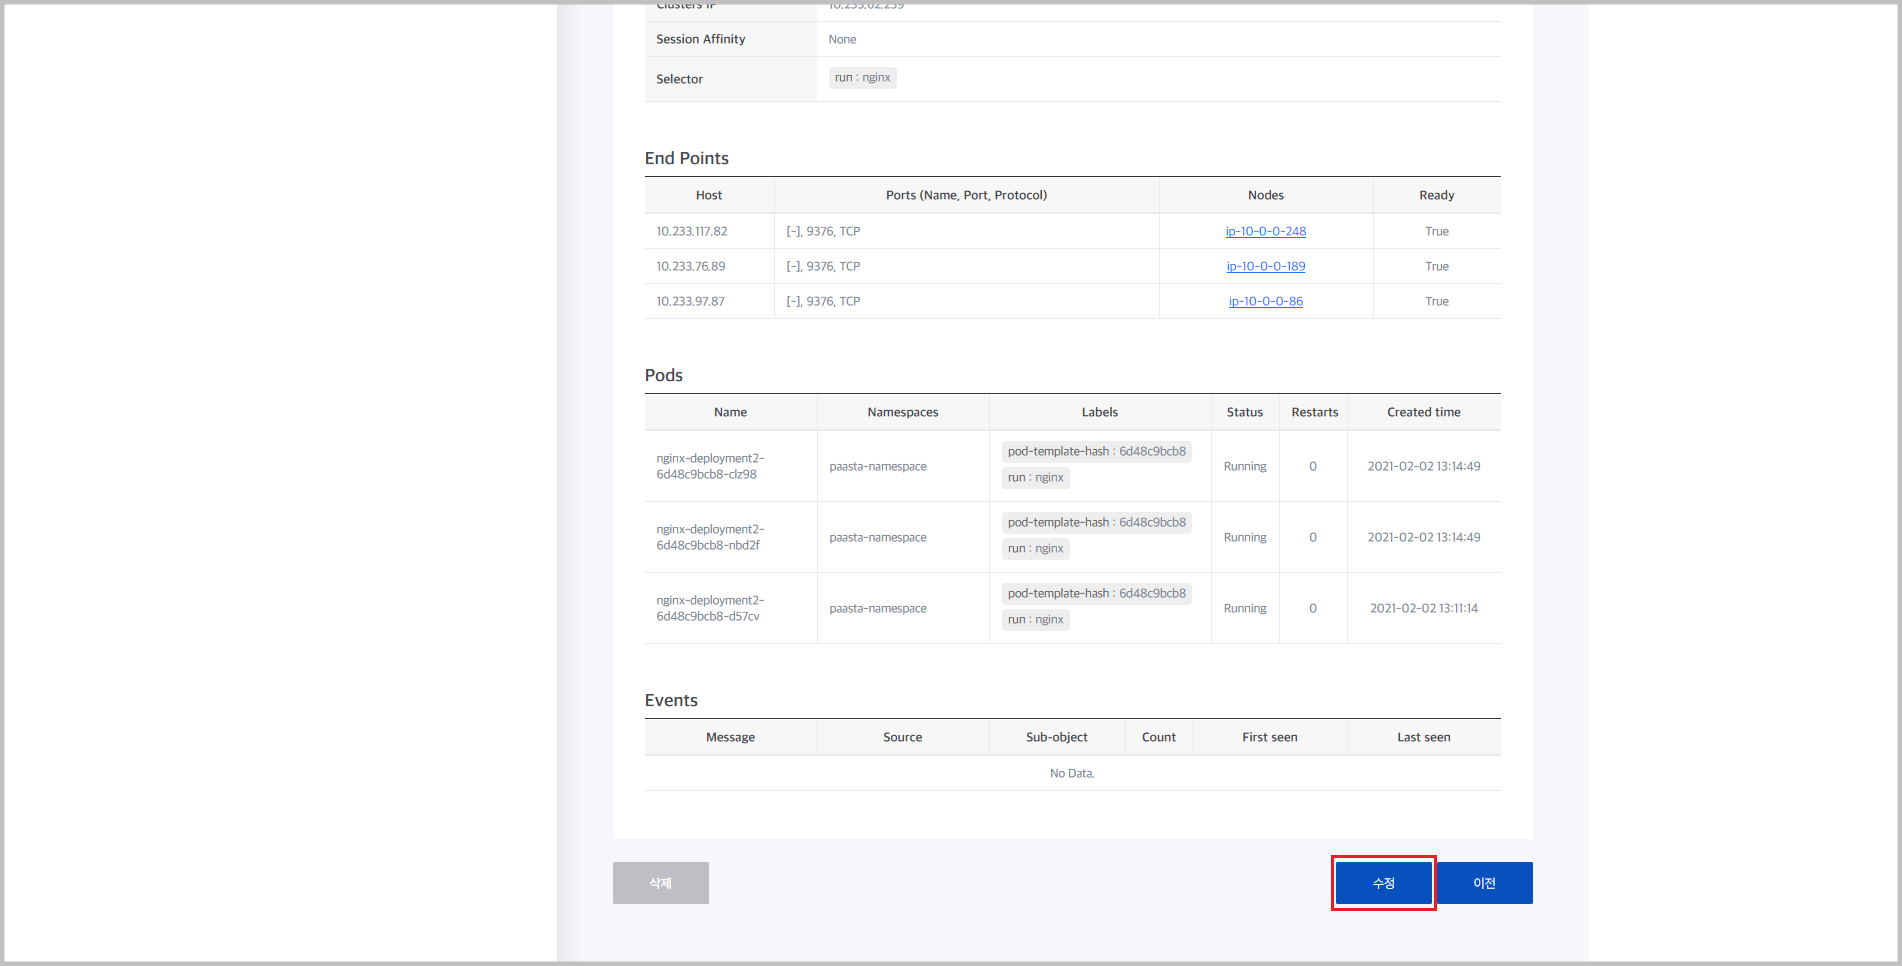 Clusters IP 10.233.62.239
Session Affinity None
Selector run : nginx
End Points
Host Ports (Name, Port, Protocol) Nodes Ready
10.233.117.82 [-], 9376, TCP ip-10-0-0-248 True
10.233.76.89 [-], 9376, TCP ip-10-0-0-189 True
10.233.97.87 [-], 9376, TCP ip-10-0-0-86 True
Pods
Name Namespaces Labels Status Restarts Created time
nginx-deployment2-
6d48c9bcb8-clz98 paasta-namespace pod-template-hash : 6d48c9bcb8
run : nginx Running 0 2021-02-02 13:14:49
nginx-deployment2-
6d48c9bcb8-nbd2f paasta-namespace pod-template-hash : 6d48c9bcb8
run : nginx Running 0 2021-02-02 13:14:49
nginx-deployment2-
6d48c9bcb8-d57cv paasta-namespace pod-template-hash : 6d48c9bcb8
run : nginx Running 0 2021-02-02 13:11:14
Events
Message Source Sub-object Count First seen Last seen
No Data.
삭제 수정 이전